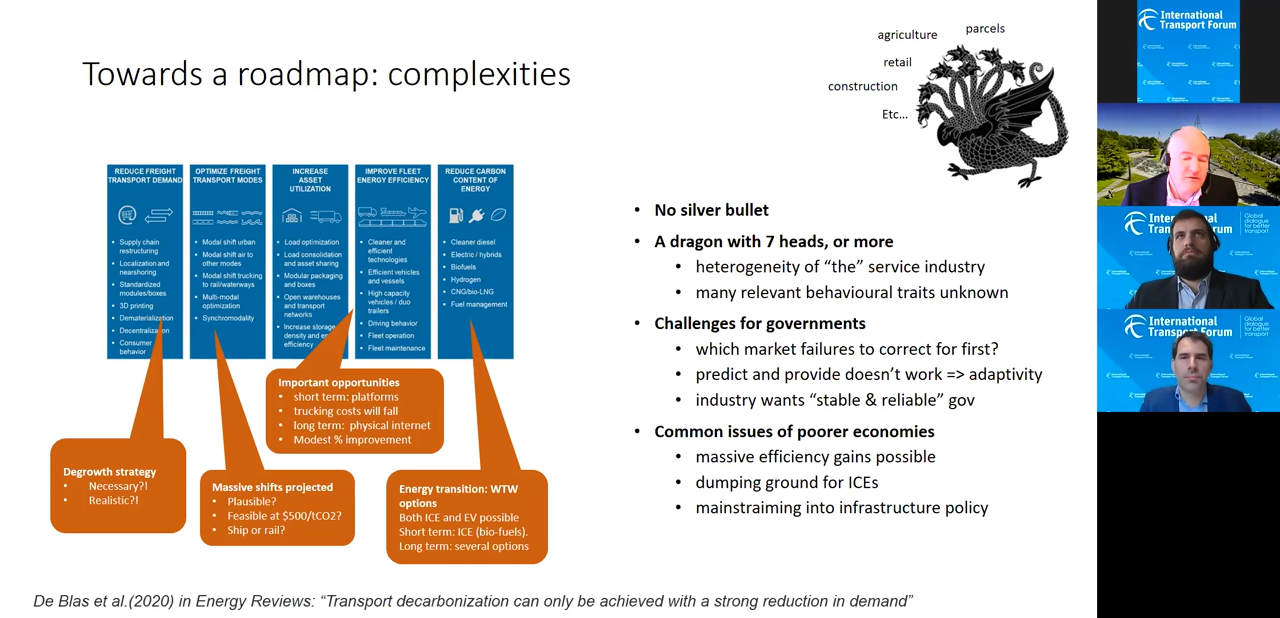 Towards a roadmap: complexities
agriculture
parcels
retail
construction
Etc...
REDUCE FREIGHT
TRANSPORT DEMAND
Supply chain
restructuring
Localization and
nearshoring
Standardized
modules/boxes
3D printing
Dematerialization
Decentralization
Consumer
behavior
OPTIMIZE FREIGHT
TRANSPORT MODES
Modal shift urban
Modal shift air to
other modes
Modal shift trucking
to rail/waterways
Multi-modal
optimization
Synchromodality
INCREASE
ASSET
UTILIZATION
Load optimization
Load consolidation
and asset sharing
Modular packaging
and boxes
Open warehouses
and transport
networks
Increase storage
density and
efficiency
IMPROVE FLEET
ENERGY EFFICIENCY
Cleaner and
efficient
technologies
Efficient vehicles
and vessels
High capacity
vehicles / duo
trailers
Driving behavior
Fleet operation
Fleet maintenance
REDUCE CARBON
CONTENT OF
ENERGY
Cleaner diesel
Electric / hybrids
Biofuels
Hydrogen
CNG/bio-LNG
Fuel management
Degrowth strategy
• Necessary?!
• Realistic?!
Massive shifts projected
• Plausible?
• Feasible at $500/tCO2?
• Ship or rail?
Important opportunities
• short term: platforms
• trucking costs will fall
• long term: physical internet
• Modest % improvement
Energy transition: WTW
options
Both ICE and EV possible
Short term: ICE (bio-fuels).
Long term: several options
• No silver bullet
• A dragon with 7 heads, or more
• heterogeneity of “the” service industry
• many relevant behavioural traits unknown
• Challenges for governments
• which market failures to correct for first?
• predict and provide doesn’t work => adaptivity
• industry wants “stable & reliable” gov
• Common issues of poorer economies
• massive efficiency gains possible
• dumping ground for ICEs
• mainstraiming into infrastructure policy
De Blas et al.(2020) in Energy Reviews: “Transport decarbonization can only be achieved with a strong reduction in demand”
International
Transport Forum
International
Transport Forum
Global
dialogue
for better
transport
International
Transport Forum
Global
dialogue
for better
transport